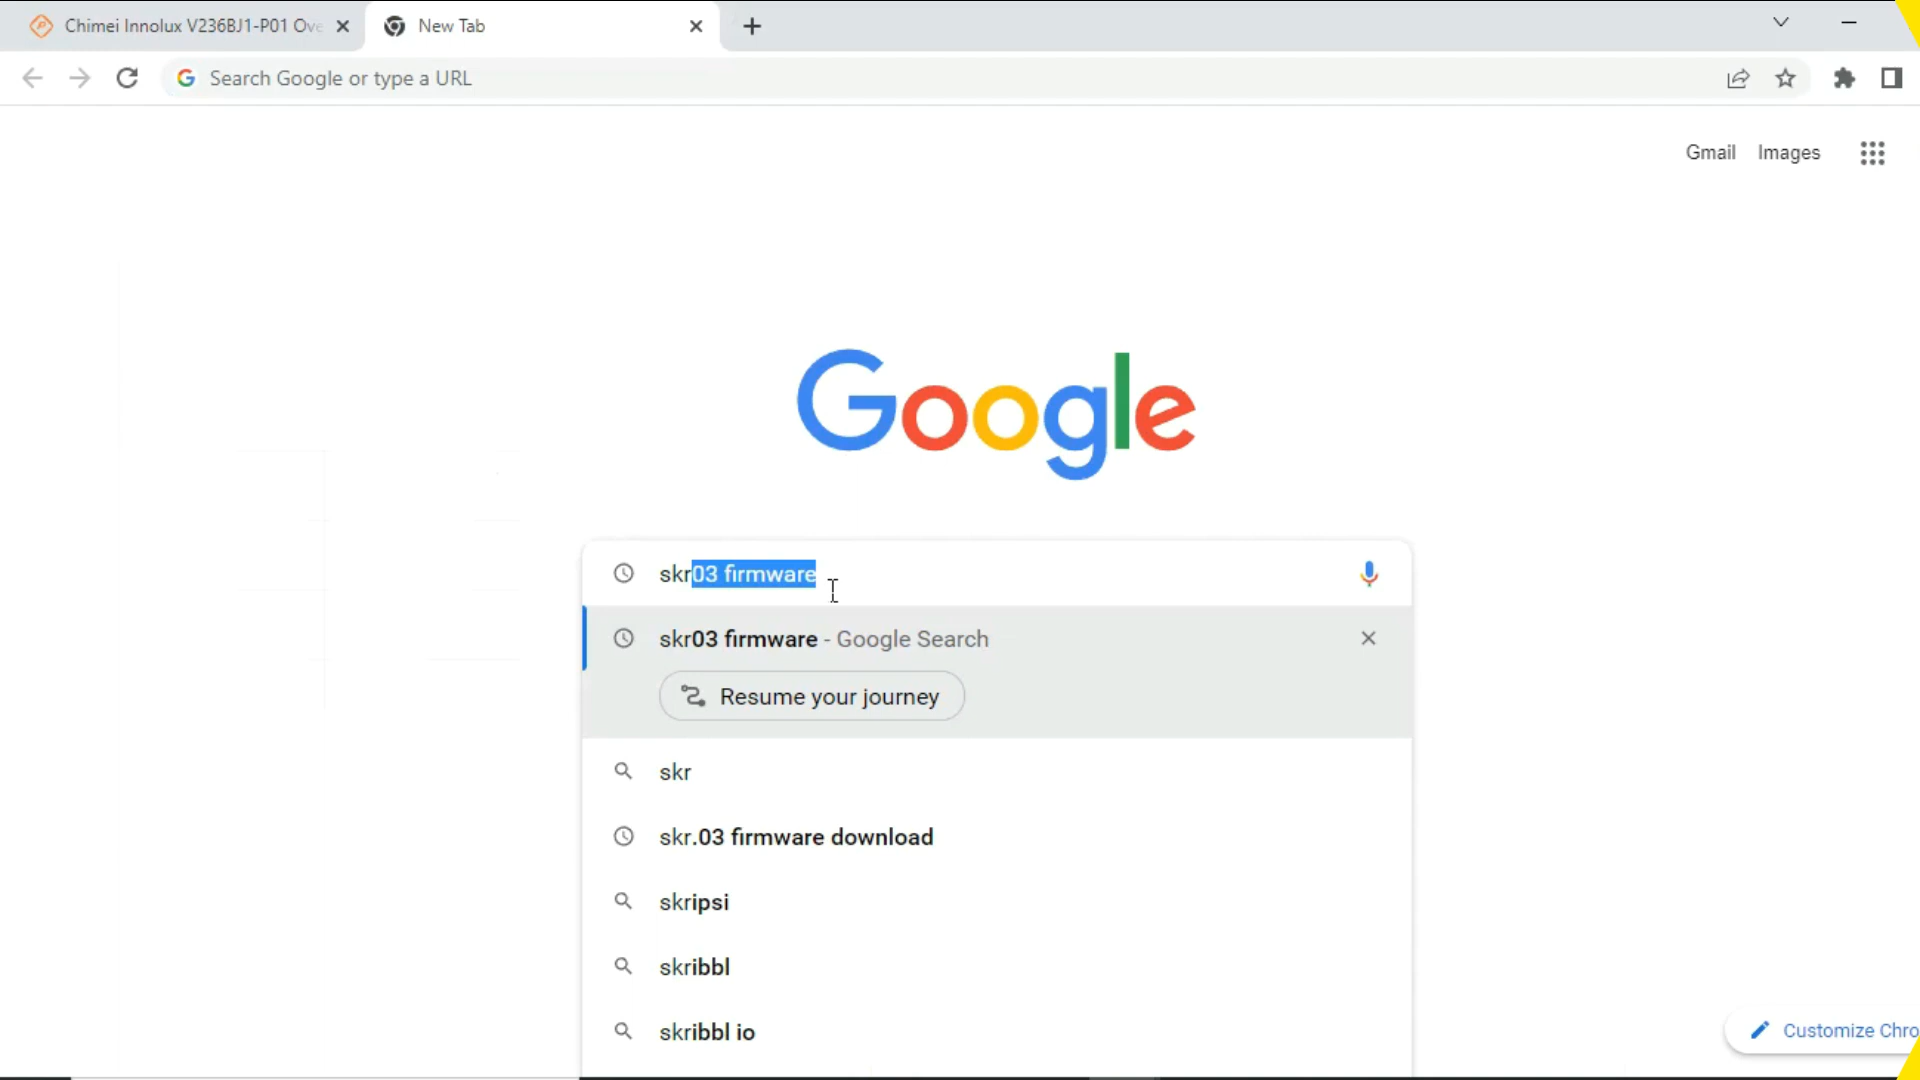 Chimei Innolux V236BJ1-P01 Ove
New Tab
Search Google or type a URL
Gmail Images
Google
skr03 firmware
skr03 firmware - Google Search
Resume your journey
skr
skr.03 firmware download
skripsi
skribbl
skribbl io
Customize Chro